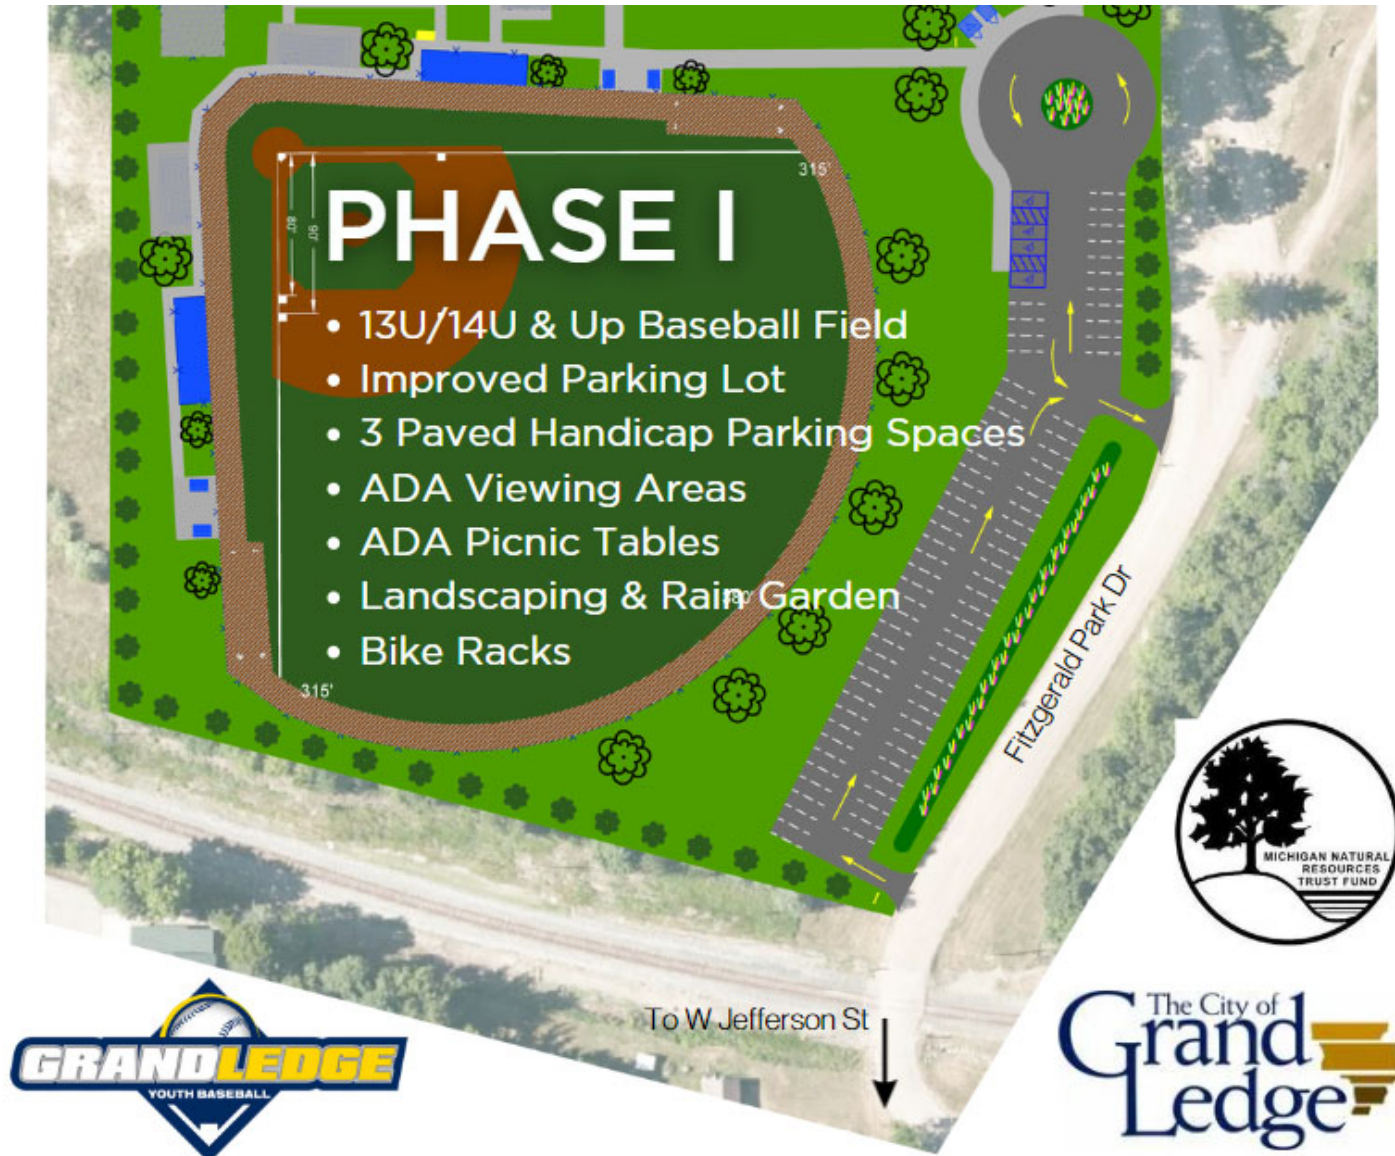 315'
80'
90'
PHASE I
• 13U/14U & Up Baseball Field
• Improved Parking Lot
• 3 Paved Handicap Parking Spaces
• ADA Viewing Areas
• ADA Picnic Tables
• Landscaping & Rain Garden
380'
• Bike Racks
315'
Fitzgerald Park Dr
MICHIGAN NATURAL
RESOURCES
TRUST FUND
To W Jefferson St
GRANDLEDGE
YOUTH BASEBALL
The City of
Grand
Ledge